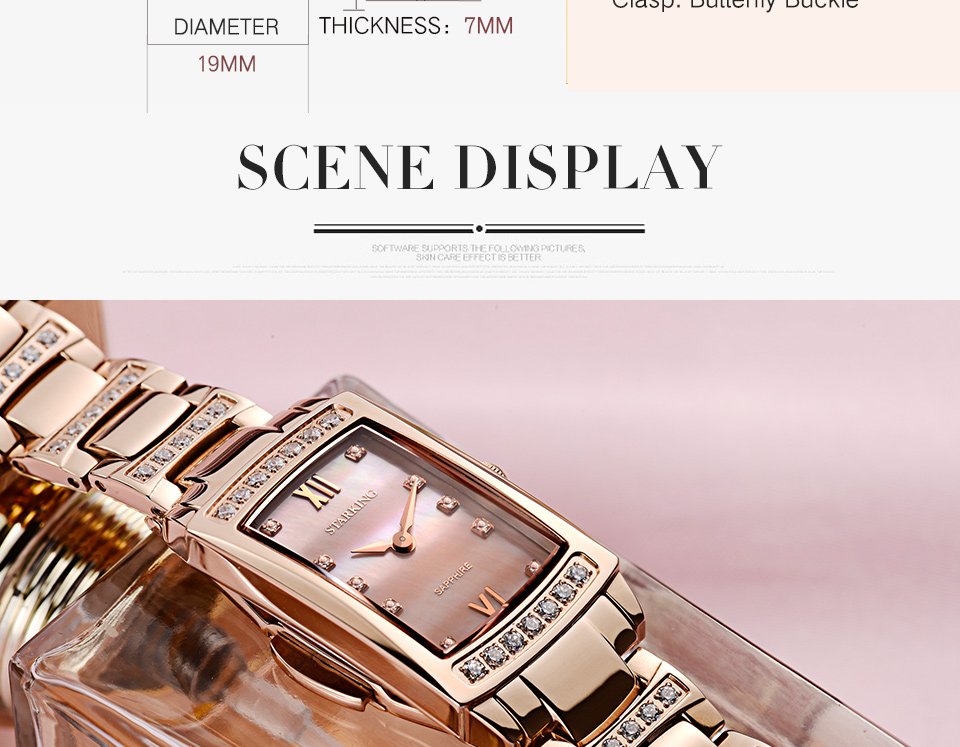 Clasp: Butterfly Buckle
DIAMETER
THICKNESS: 7MM
19MM
SCENE DISPLAY
SOFTWARE SUPPORTS THE FOLLOWING PICTURES,
SKIN CARE EFFECT IS BETTER
XII
STARKING
SAPPHIRE
VI